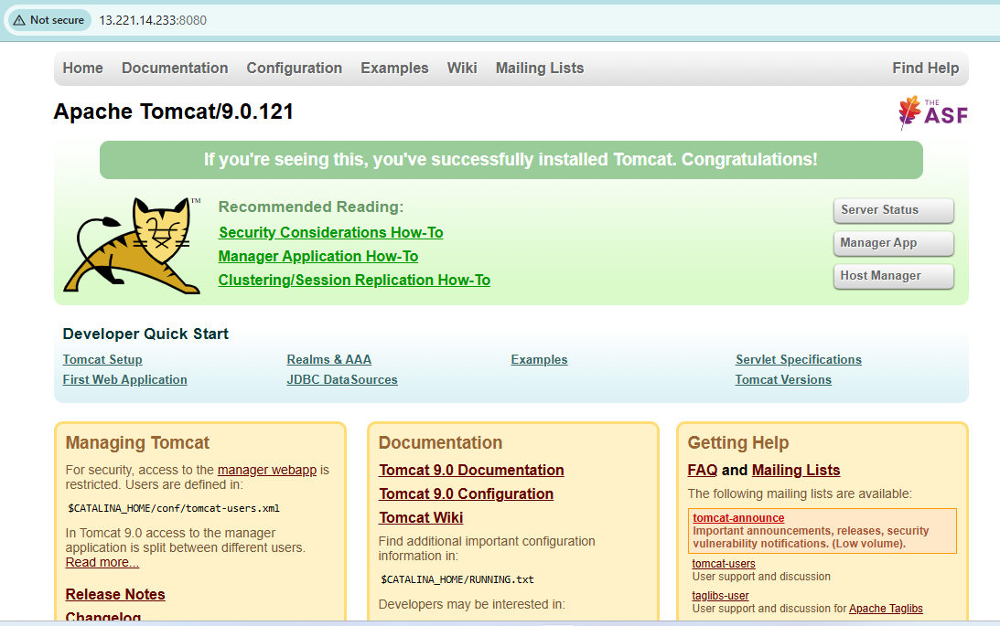 Not secure 13.221.14.233:8080
Home Documentation Configuration Examples Wiki Mailing Lists Find Help
Apache Tomcat/9.0.121
THE
ASF
If you're seeing this, you've successfully installed Tomcat. Congratulations!
TM
Recommended Reading:
Security Considerations How-To
Manager Application How-To
Clustering/Session Replication How-To
Server Status
Manager App
Host Manager
Developer Quick Start
Tomcat Setup
First Web Application
Realms & AAA
JDBC DataSources
Examples
Servlet Specifications
Tomcat Versions
Managing Tomcat
For security, access to the manager webapp is
restricted. Users are defined in:
$CATALINA_HOME/conf/tomcat-users.xml
In Tomcat 9.0 access to the manager
application is split between different users.
Read more...
Release Notes
Changelog
Documentation
Tomcat 9.0 Documentation
Tomcat 9.0 Configuration
Tomcat Wiki
Find additional important configuration
information in:
$CATALINA_HOME/RUNNING.txt
Developers may be interested in:
Getting Help
FAQ and Mailing Lists
The following mailing lists are available:
tomcat-announce
Important announcements, releases, security
vulnerability notifications. (Low volume).
tomcat-users
User support and discussion
taglibs-user
User support and discussion for Apache Taglibs